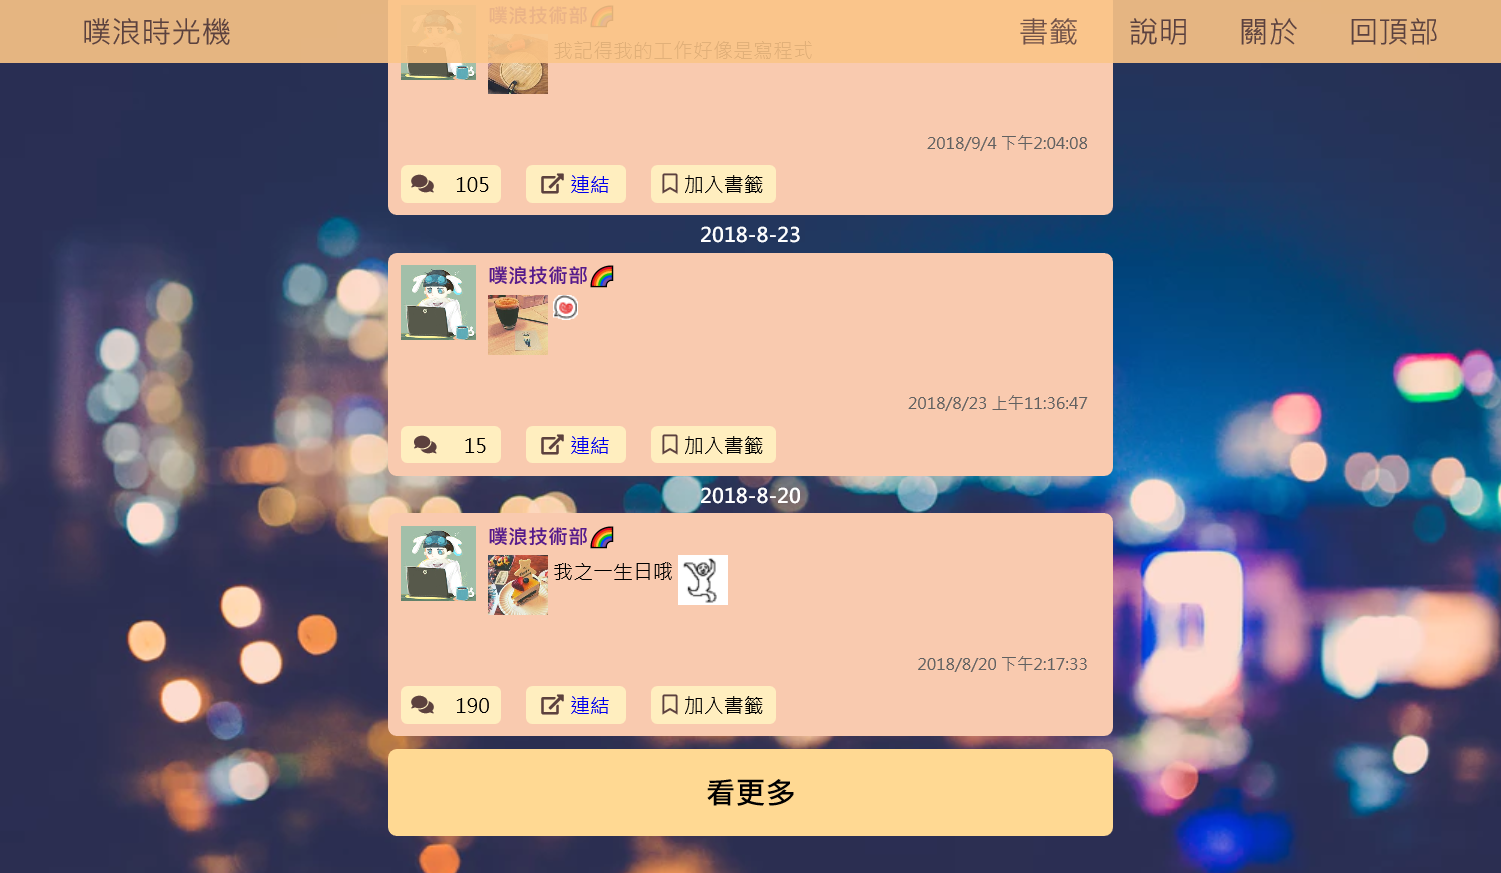 噗浪時光機 書籤 說明 關於 回頂部
噗浪技術部🌈
我記得我的工作好像是寫程式
2018/9/4 下午2:04:08
105 連結 加入書籤
2018-8-23
噗浪技術部🌈
2018/8/23 上午11:36:47
15 連結 加入書籤
2018-8-20
噗浪技術部🌈
我之一生日哦
2018/8/20 下午2:17:33
190 連結 加入書籤
看更多